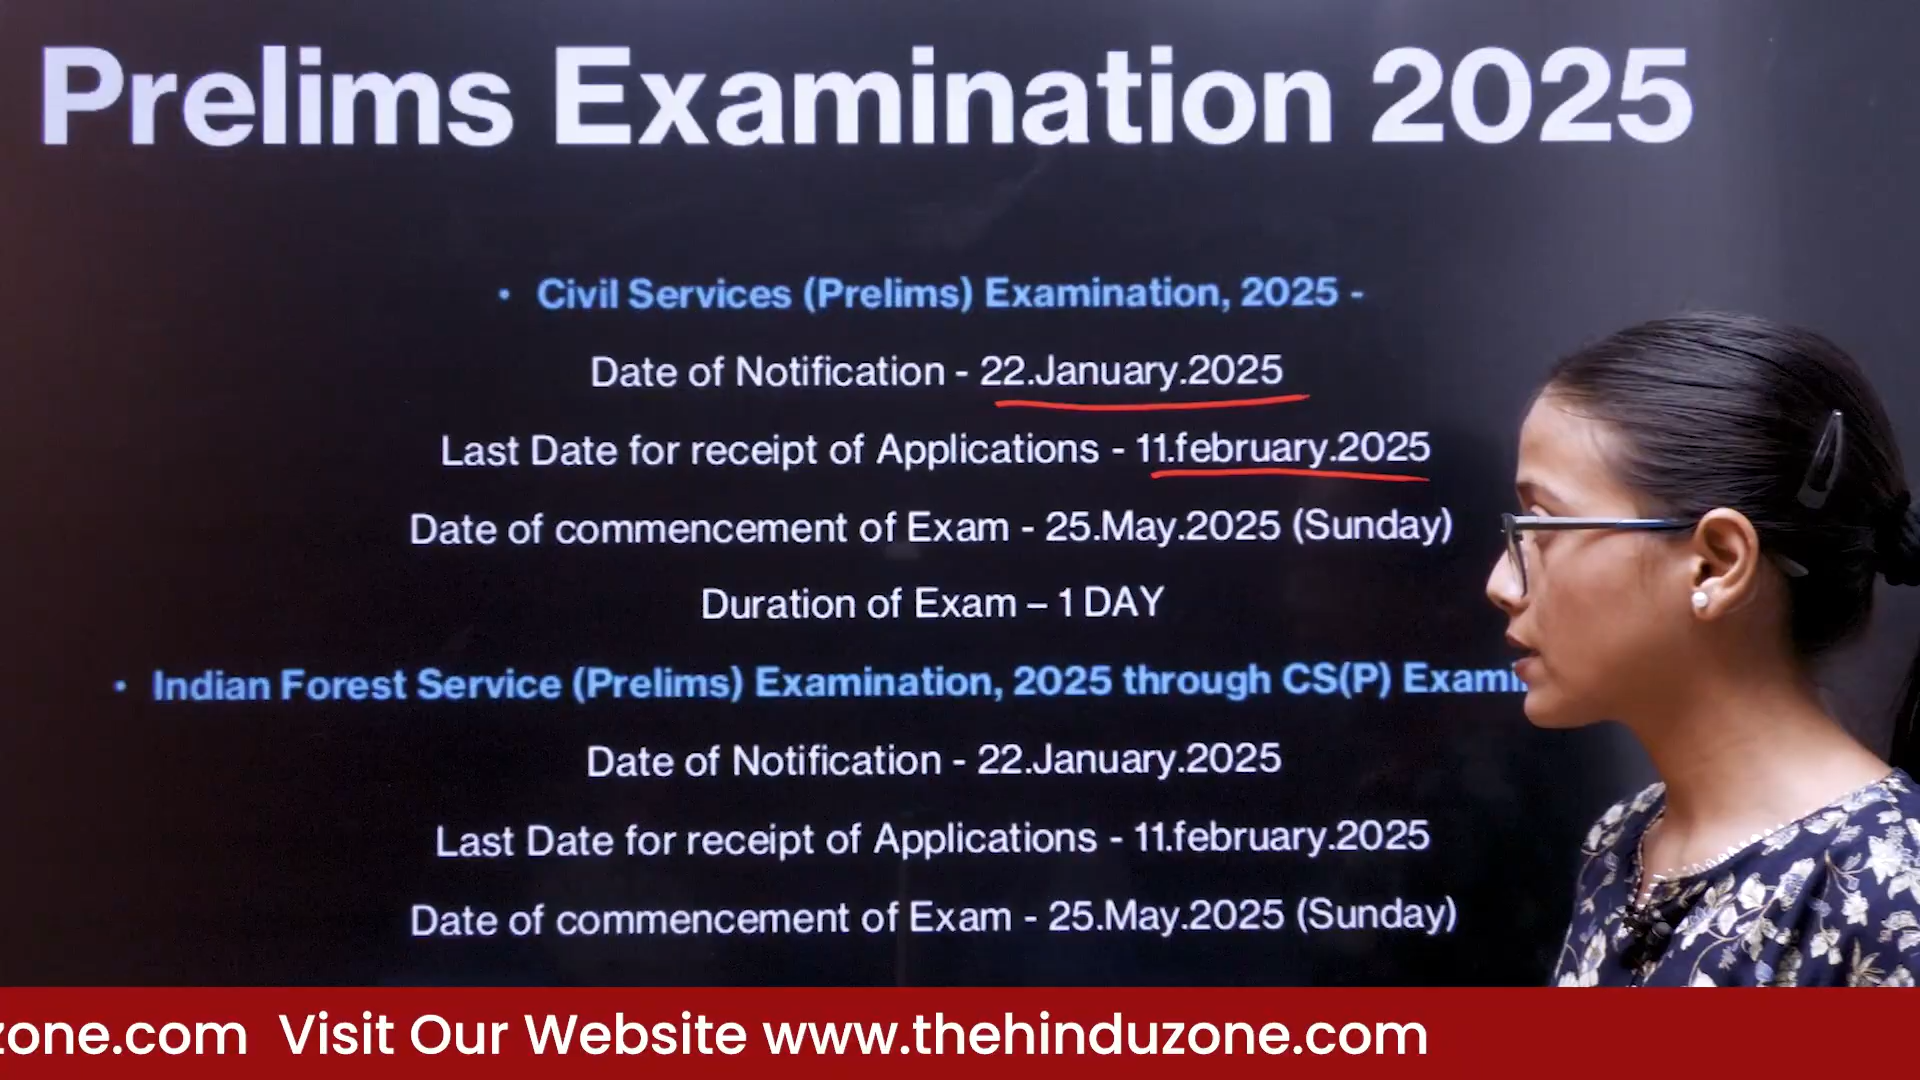 Prelims Examination 2025
• Civil Services (Prelims) Examination, 2025 -
Date of Notification - 22.January.2025
Last Date for receipt of Applications - 11.february.2025
Date of commencement of Exam - 25.May.2025 (Sunday)
Duration of Exam – 1 DAY
• Indian Forest Service (Prelims) Examination, 2025 through CS(P)
Date of Notification - 22.January.2025
Last Date for receipt of Applications - 11.february.2025
Date of commencement of Exam - 25.May.2025 (Sunday)
zone.com Visit Our Website www.thehinduzone.com